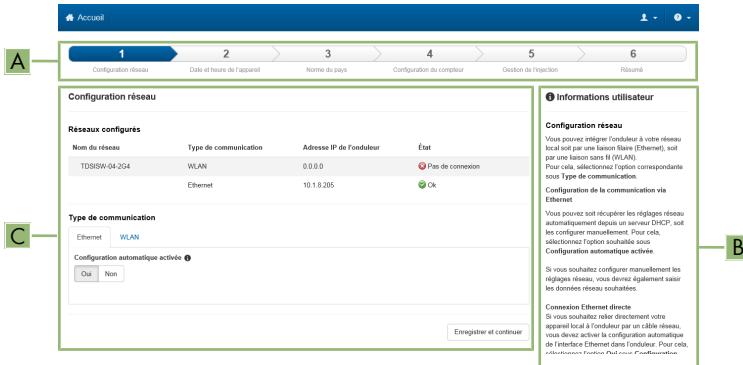 Accueil
A
1 2 3 4 5 6
Configuration réseau Date et heure de l'appareil Norme du pays Configuration du compteur Gestion de l'injection Résumé
Configuration réseau
Réseaux configurés
Nom du réseau Type de communication Adresse IP de l'onduleur État
TDSISW-04-2G4 WLAN 0.0.0.0 Pas de connexion
Ethernet 10.1.6.205 Ok
Type de communication
C
Ethernet WLAN
Configuration automatique activée
Oui Non
Enregistrer et continuer
Informations utilisateur
Configuration réseau
Vous pouvez intégrer l'onduleur à votre réseau
local soit par une liaison filaire (Ethernet), soit
par une liaison sans fil (WLAN).
Pour cela, sélectionnez l'option correspondante
sous Type de communication.
Configuration de la communication via
Ethernet
Vous pouvez soit récupérer les réglages réseau
automatiquement depuis un serveur DHCP, soit
les configurer manuellement. Pour cela,
sélectionnez l'option souhaitée sous
Configuration automatique activée.
B
Si vous souhaitez configurer manuellement les
réglages réseau, vous devrez également saisir
les données réseau souhaitées.
Connexion Ethernet directe
Si vous souhaitez relier directement votre
appareil local à l'onduleur par un câble réseau,
vous devez activer la configuration automatique
de l'interface Ethernet dans l'onduleur. Pour cela,
sélectionnez l'option Oui sous Configuration